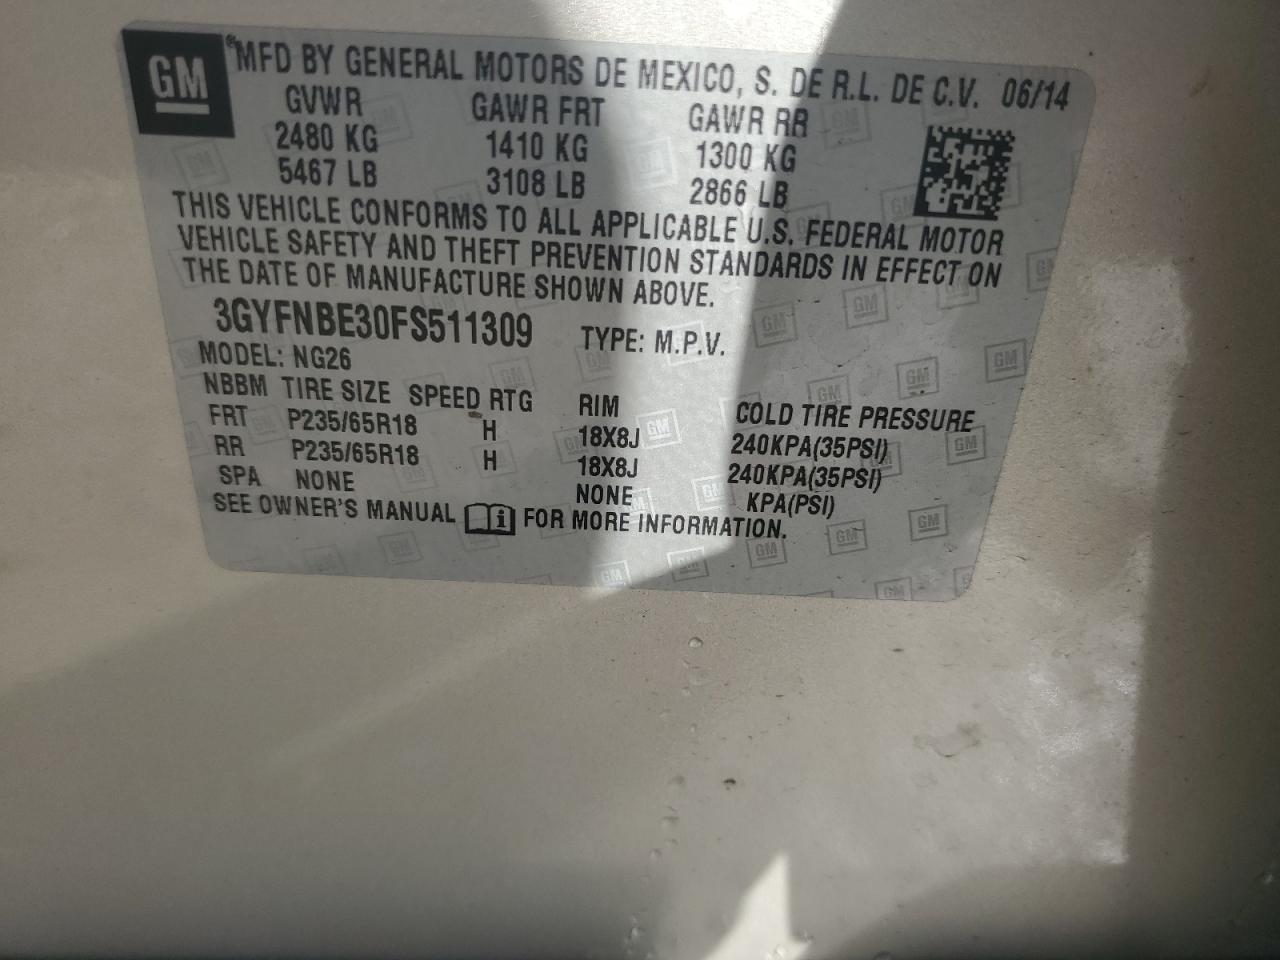 GM ® MFD BY GENERAL MOTORS DE MEXICO, S. DE R.L. DE C.V. 06/14
GVWR GAWR FRT GAWR RR
2480 KG 1410 KG 1300 KG
5467 LB 3108 LB 2866 LB
THIS VEHICLE CONFORMS TO ALL APPLICABLE U.S. FEDERAL MOTOR
VEHICLE SAFETY AND THEFT PREVENTION STANDARDS IN EFFECT ON
THE DATE OF MANUFACTURE SHOWN ABOVE.
3GYFNBE30FS511309 TYPE: M.P.V.
MODEL: NG26
NBBM TIRE SIZE SPEED RTG RIM COLD TIRE PRESSURE
FRT P235/65R18 H 18X8J 240KPA(35PSI)
RR P235/65R18 H 18X8J 240KPA(35PSI)
SPA NONE NONE KPA(PSI)
SEE OWNER'S MANUAL FOR MORE INFORMATION.